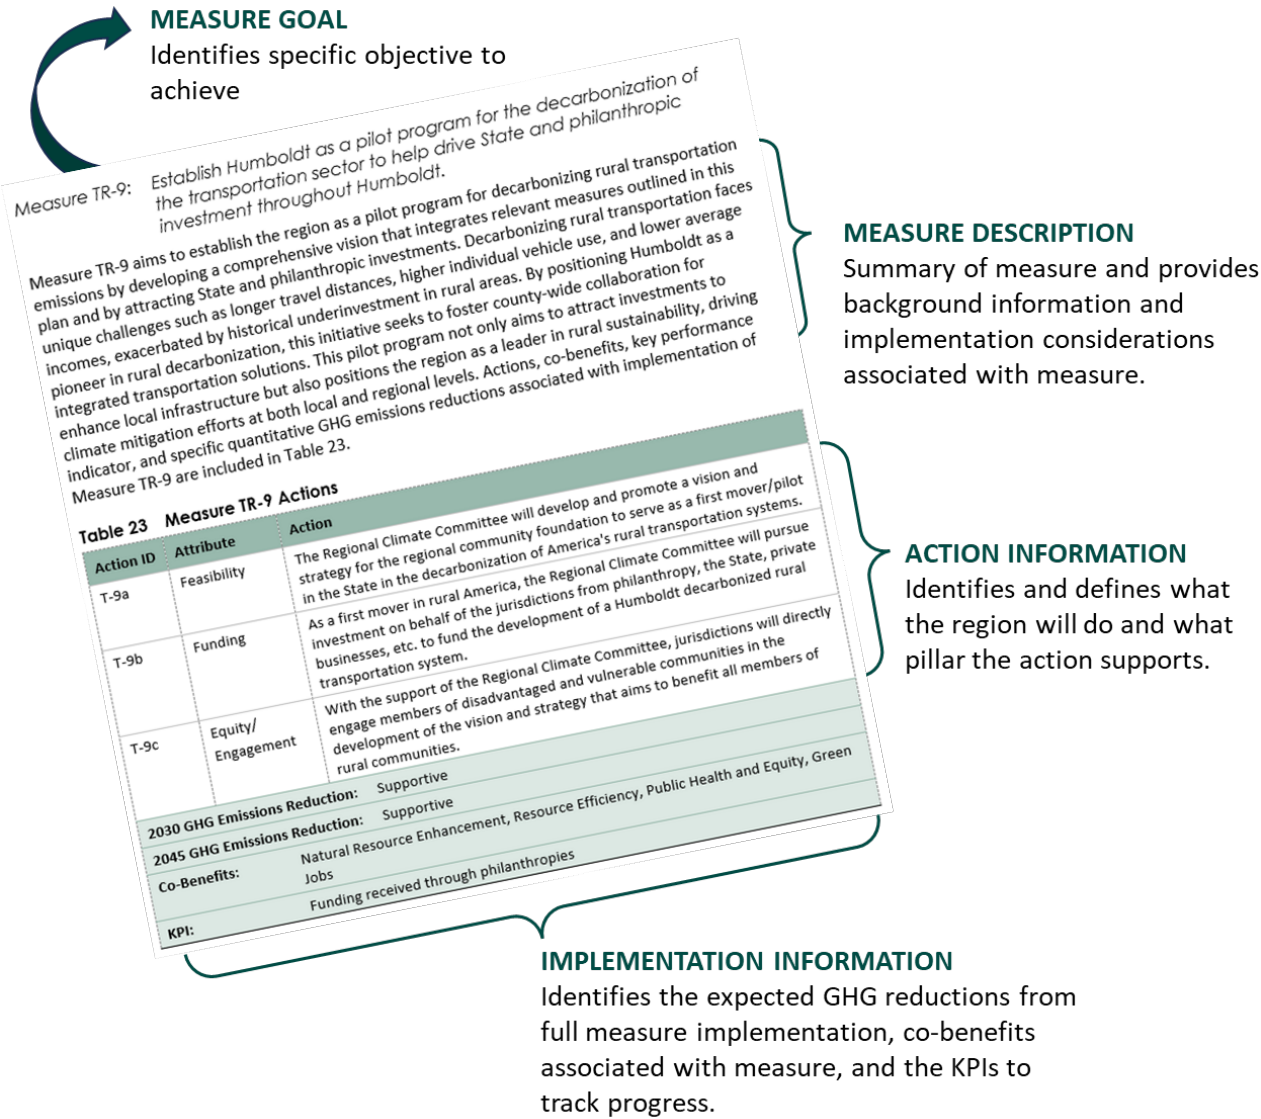 MEASURE GOAL
Identifies specific objective to
achieve
Measure TR-9: Establish Humboldt as a pilot program for the decarbonization of
the transportation sector to help drive State and philanthropic
investment throughout Humboldt.
Measure TR-9 aims to establish the region as a pilot program for decarbonizing rural transportation
emissions by developing a comprehensive vision that integrates relevant measures outlined in this
plan and by attracting State and philanthropic investments. Decarbonizing rural transportation faces
unique challenges such as longer travel distances, higher individual vehicle use, and lower average
incomes, exacerbated by historical underinvestment in rural areas. By positioning Humboldt as a
pioneer in rural decarbonization, this initiative seeks to foster county-wide collaboration for
integrated transportation solutions. This pilot program not only aims to attract investments to
enhance local infrastructure but also positions the region as a leader in rural sustainability, driving
climate mitigation efforts at both local and regional levels. Actions, co-benefits, key performance
indicator, and specific quantitative GHG emissions reductions associated with implementation of
Measure TR-9 are included in Table 23.
MEASURE DESCRIPTION
Summary of measure and provides
background information and
implementation considerations
associated with measure.
Table 23 Measure TR-9 Actions
Action ID Attribute Action
T-9a Feasibility The Regional Climate Committee will develop and promote a vision and
strategy for the regional community foundation to serve as a first mover/pilot
in the State in the decarbonization of America's rural transportation systems.
T-9b Funding As a first mover in rural America, the Regional Climate Committee will pursue
investment on behalf of the jurisdictions from philanthropy, the State, private
businesses, etc. to fund the development of a Humboldt decarbonized rural
transportation system.
T-9c Equity/
Engagement With the support of the Regional Climate Committee, jurisdictions will directly
engage members of disadvantaged and vulnerable communities in the
development of the vision and strategy that aims to benefit all members of
rural communities.
2030 GHG Emissions Reduction: Supportive
2045 GHG Emissions Reduction: Supportive
Co-Benefits: Natural Resource Enhancement, Resource Efficiency, Public Health and Equity, Green
Jobs
KPI: Funding received through philanthropies
ACTION INFORMATION
Identifies and defines what
the region will do and what
pillar the action supports.
IMPLEMENTATION INFORMATION
Identifies the expected GHG reductions from
full measure implementation, co-benefits
associated with measure, and the KPIs to
track progress.